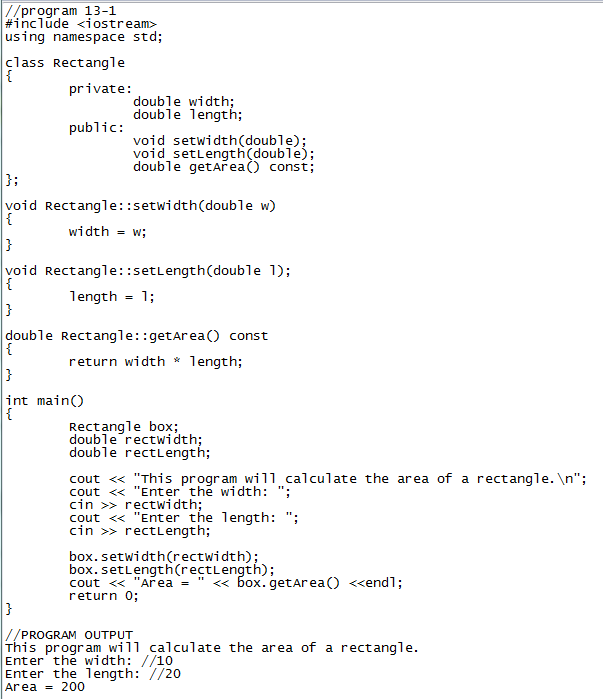 //program 13-1
#include <iostream>
using namespace std;
class Rectangle
{
private:
double width;
double length;
public:
void setWidth(double);
void setLength(double);
double getArea() const;
};
void Rectangle::setWidth(double w)
{
width = w;
}
void Rectangle::setLength(double l);
{
length = l;
}
double Rectangle::getArea() const
{
return width * length;
}
int main()
{
Rectangle box;
double rectWidth;
double rectLength;
cout << "This program will calculate the area of a rectangle.\n";
cout << "Enter the width: ";
cin >> rectWidth;
cout << "Enter the length: ";
cin >> rectLength;
box.setWidth(rectWidth);
box.setLength(rectLength);
cout << "Area = " << box.getArea() <<endl;
return 0;
}
//PROGRAM OUTPUT
This program will calculate the area of a rectangle.
Enter the width: //10
Enter the length: //20
Area = 200